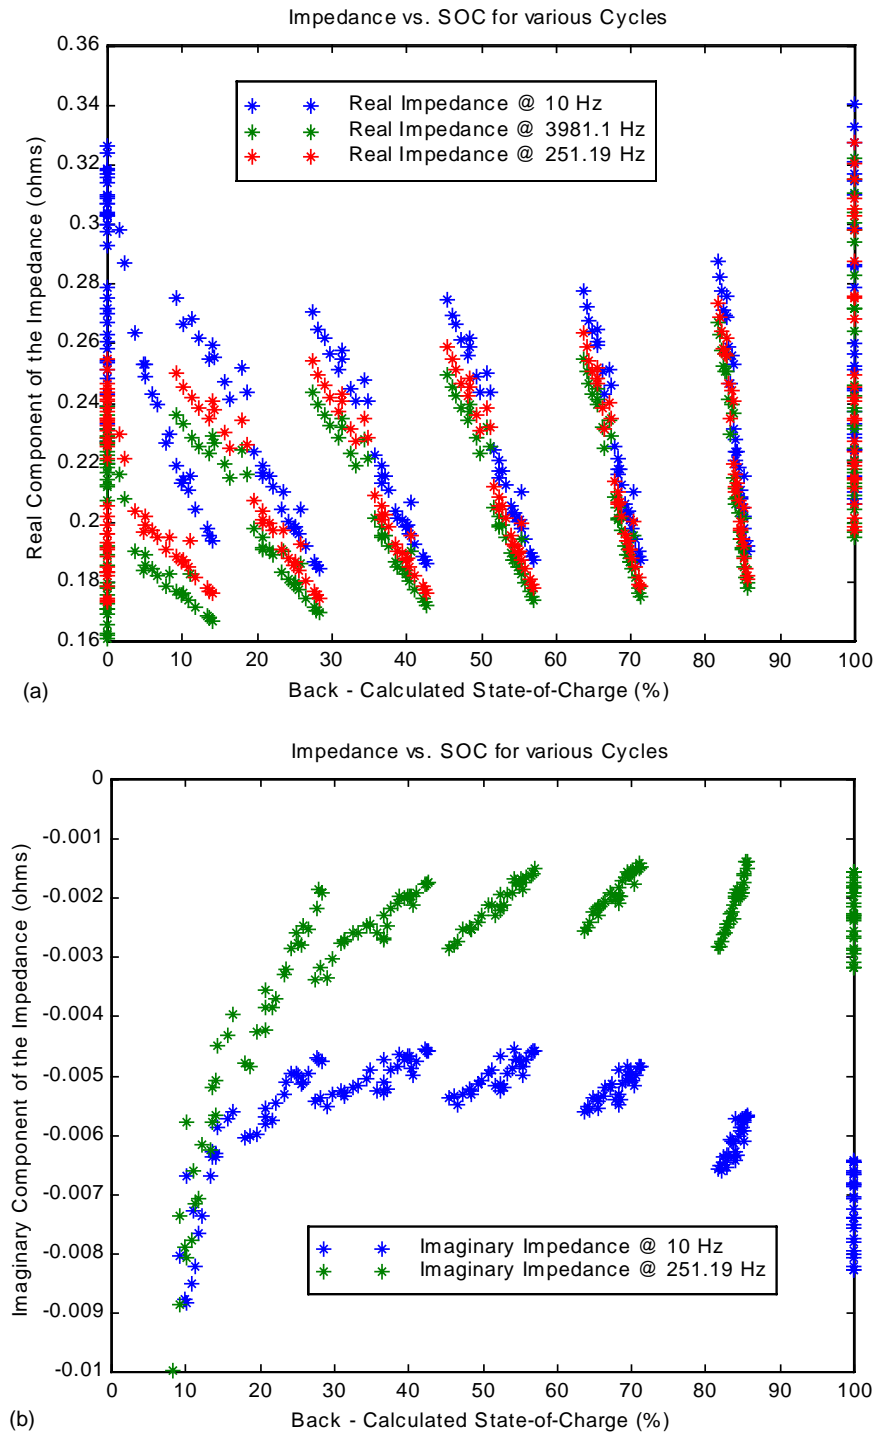 Impedance vs. SOC for various Cycles
0.36
0.34
0.32
0.3
0.28
0.26
0.24
0.22
0.2
0.18
0.16
Real Component of the Impedance (ohms)
Real Impedance @ 10 Hz
Real Impedance @ 3981.1 Hz
Real Impedance @ 251.19 Hz
0 10 20 30 40 50 60 70 80 90 100
(a) Back - Calculated State-of-Charge (%)
Impedance vs. SOC for various Cycles
0
-0.001
-0.002
-0.003
-0.004
-0.005
-0.006
-0.007
-0.008
-0.009
-0.01
Imaginary Component of the Impedance (ohms)
Imaginary Impedance @ 10 Hz
Imaginary Impedance @ 251.19 Hz
0 10 20 30 40 50 60 70 80 90 100
(b) Back - Calculated State-of-Charge (%)